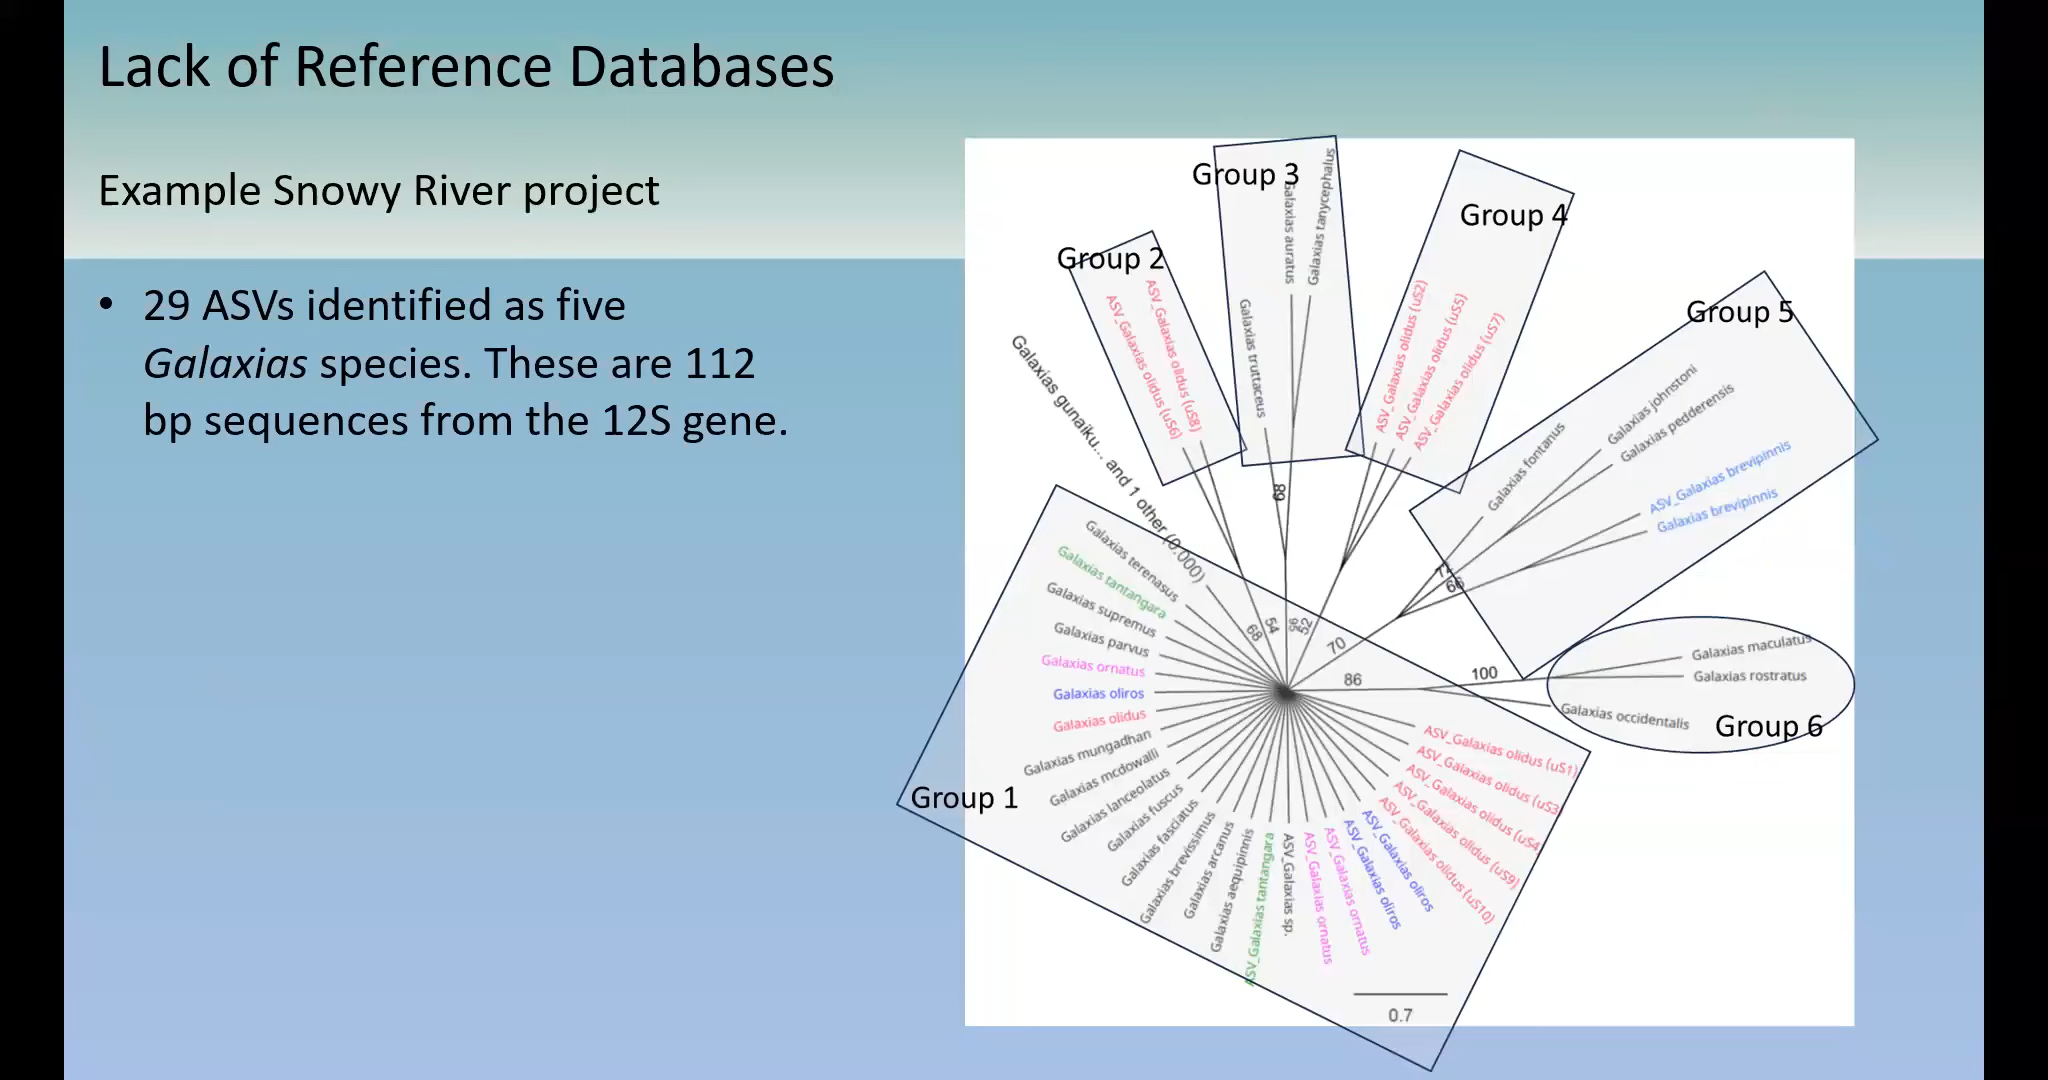 Lack of Reference Databases
Example Snowy River project
• 29 ASVs identified as five
Galaxias species. These are 112
bp sequences from the 12S gene.
Group 3
Galaxias truttaceus
Galaxias auratus
Galaxias tanycephalus
68
Group 4
ASV_Galaxias olidus (uS2)
ASV_Galaxias olidus (uS5)
ASV_Galaxias olidus (uS7)
Group 2
ASV_Galaxias olidus (uS6)
ASV_Galaxias olidus (uS8)
Group 5
Galaxias fontanus
Galaxias johnstoni
Galaxias pedderensis
ASV_Galaxias brevipinnis
Galaxias brevipinnis
Galaxias gunaiku... and 1 other (0.000)
68
54
52
70
86
100
Galaxias maculatus
Galaxias rostratus
Galaxias occidentalis
Group 6
Galaxias terenasus
Galaxias tantangara
Galaxias supremus
Galaxias parvus
Galaxias ornatus
Galaxias oliros
Galaxias olidus
Galaxias mungadhan
Galaxias mcdowalli
Galaxias lanceolatus
Galaxias fuscus
Galaxias fasciatus
Galaxias brevissimus
Galaxias arcanus
Galaxias aequipinnis
ASV_Galaxias tantangara
ASV_Galaxias sp.
ASV_Galaxias ornatus
ASV_Galaxias ornatus
ASV_Galaxias oliros
ASV_Galaxias oliros
ASV_Galaxias olidus (uS10)
ASV_Galaxias olidus (uS9)
ASV_Galaxias olidus (uS4)
ASV_Galaxias olidus (uS3)
ASV_Galaxias olidus (uS1)
Group 1
0.7